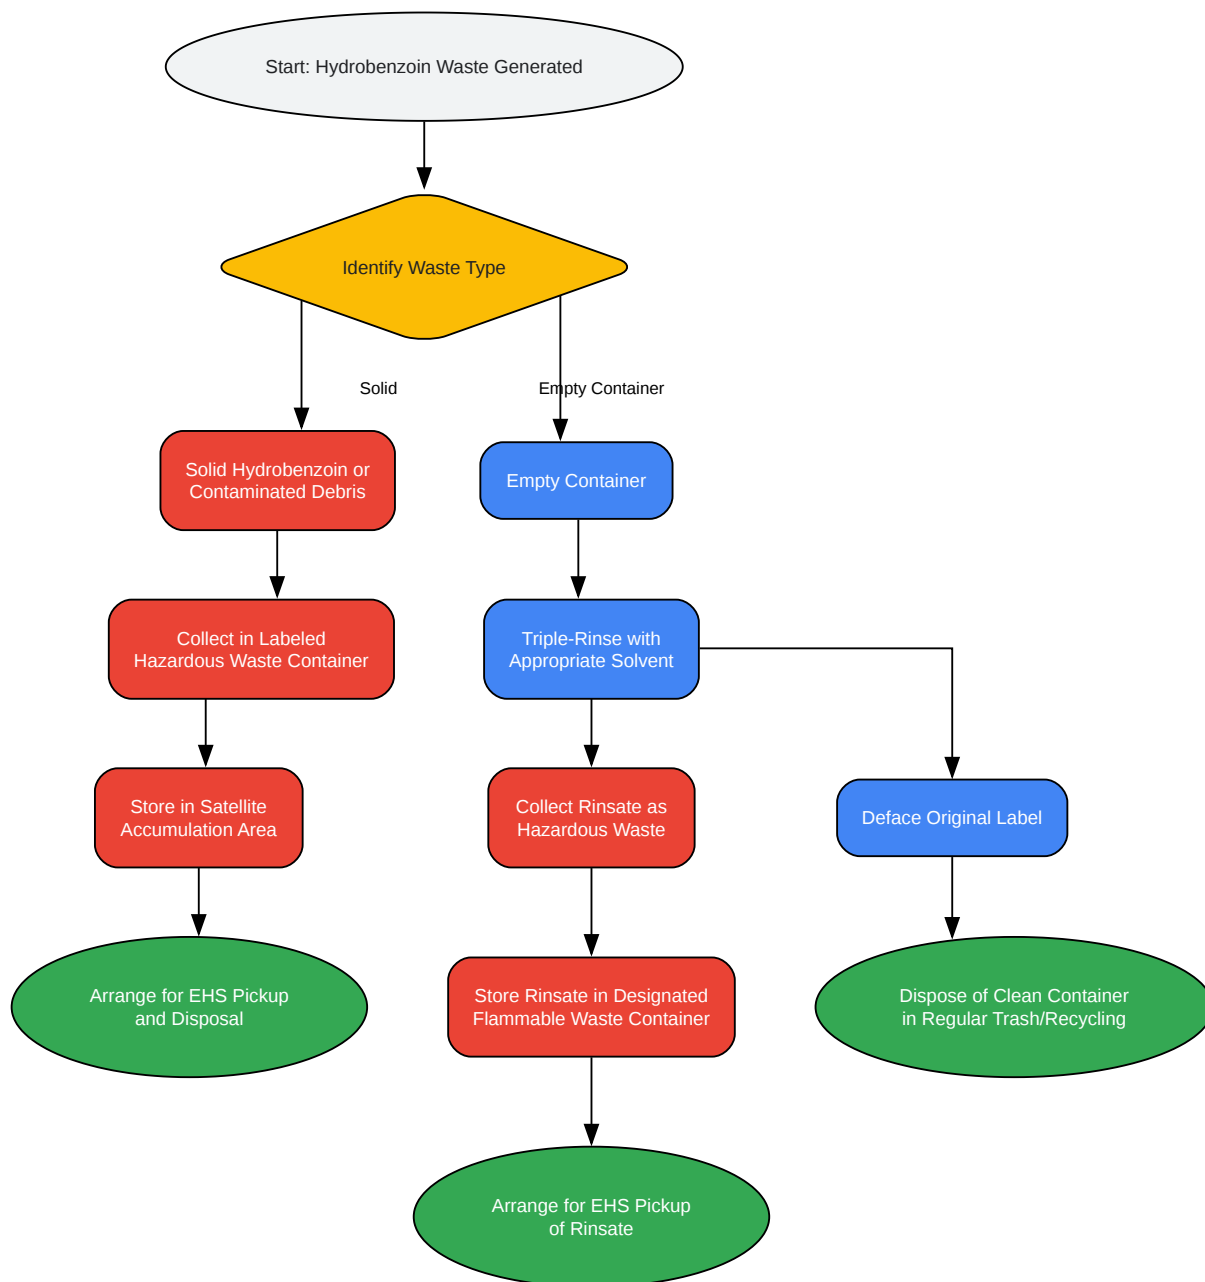 Start: Hydrobenzoin Waste Generated
Identify Waste Type
Solid
Empty Container
Solid Hydrobenzoin or
Contaminated Debris
Empty Container
Collect in Labeled
Hazardous Waste Container
Triple-Rinse with
Appropriate Solvent
Store in Satellite
Accumulation Area
Collect Rinsate as
Hazardous Waste
Deface Original Label
Arrange for EHS Pickup
and Disposal
Store Rinsate in Designated
Flammable Waste Container
Dispose of Clean Container
in Regular Trash/Recycling
Arrange for EHS Pickup
of Rinsate